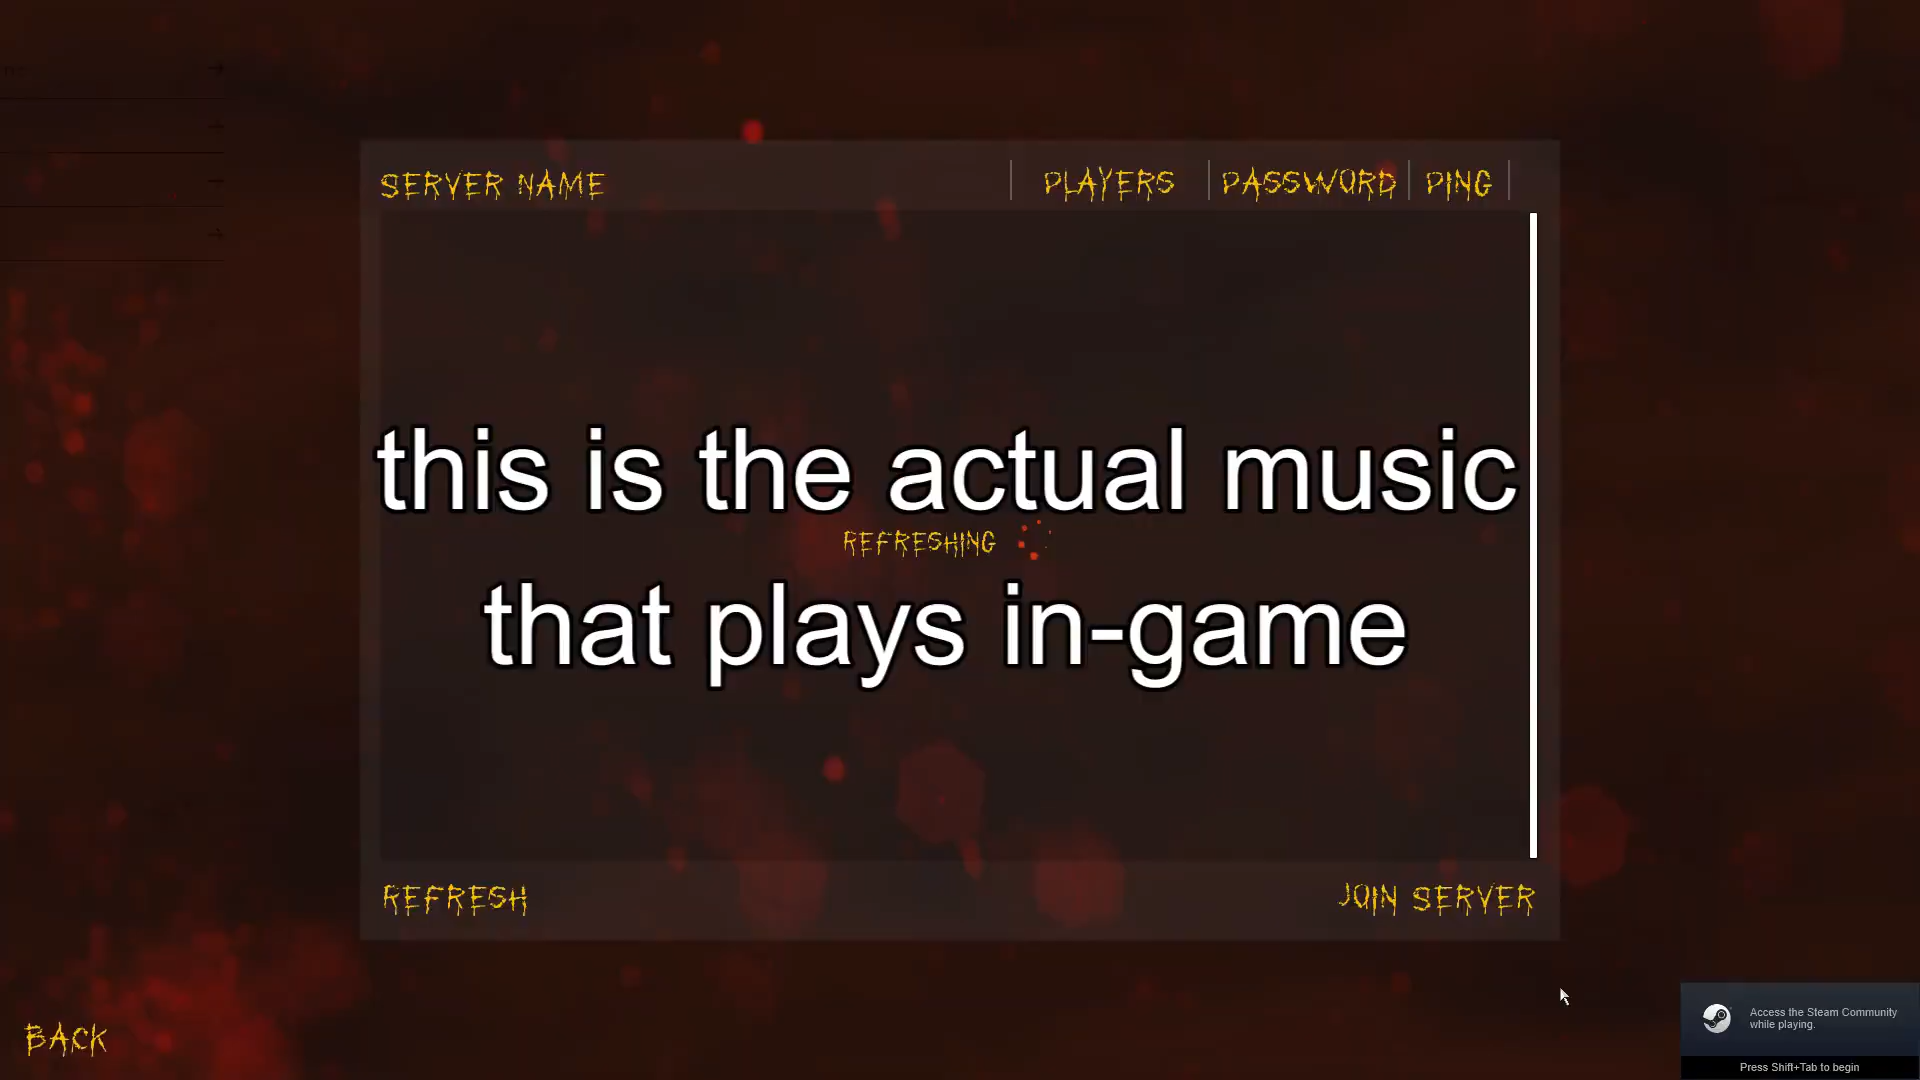 SERVER NAME PLAYERS PASSWORD PING
this is the actual music
REFRESHING
that plays in-game
REFRESH JOIN SERVER
BACK
Access the Steam Community
while playing.
Press Shift+Tab to begin